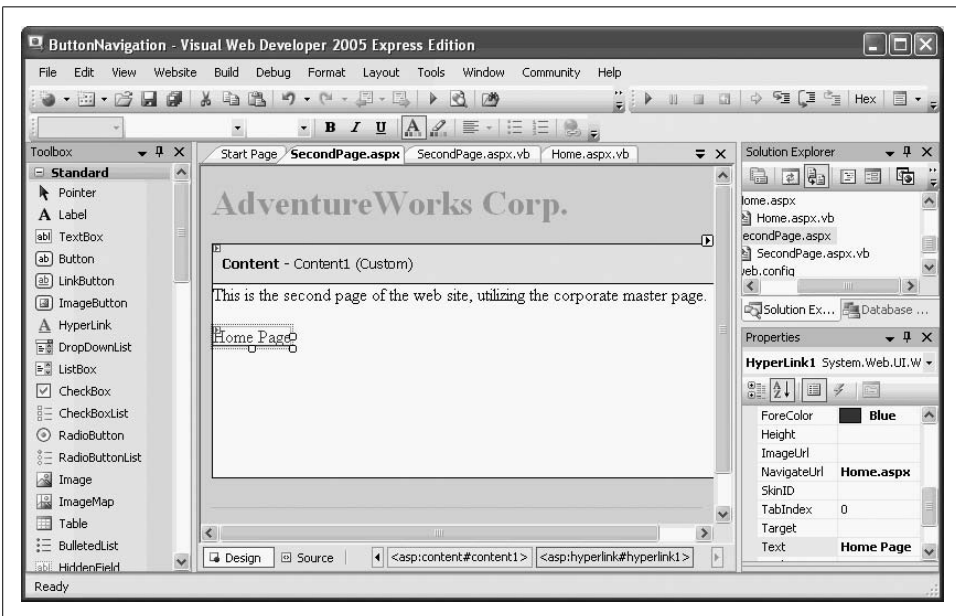 ButtonNavigation - Visual Web Developer 2005 Express Edition
File Edit View Website Build Debug Format Layout Tools Window Community Help
Hex
B I U A
Toolbox
Standard
Pointer
A Label
abl TextBox
ab Button
ab LinkButton
ImageButton
A HyperLink
DropDownList
ListBox
CheckBox
CheckBoxList
RadioButton
RadioButtonList
Image
ImageMap
Table
BulletedList
abl HiddenField
Start Page SecondPage.aspx SecondPage.aspx.vb Home.aspx.vb
AdventureWorks Corp.
Content - Content1 (Custom)
This is the second page of the web site, utilizing the corporate master page.
Home Page
Design Source <asp:content#content1> <asp:hyperlink#hyperlink1>
Solution Explorer
ome.aspx
Home.aspx.vb
econdPage.aspx
SecondPage.aspx.vb
eb.config
Solution Ex... Database ...
Properties
HyperLink1 System.Web.UI.W
ForeColor Blue
Height
ImageUrl
NavigateUrl Home.aspx
SkinID
TabIndex 0
Target
Text Home Page
Ready